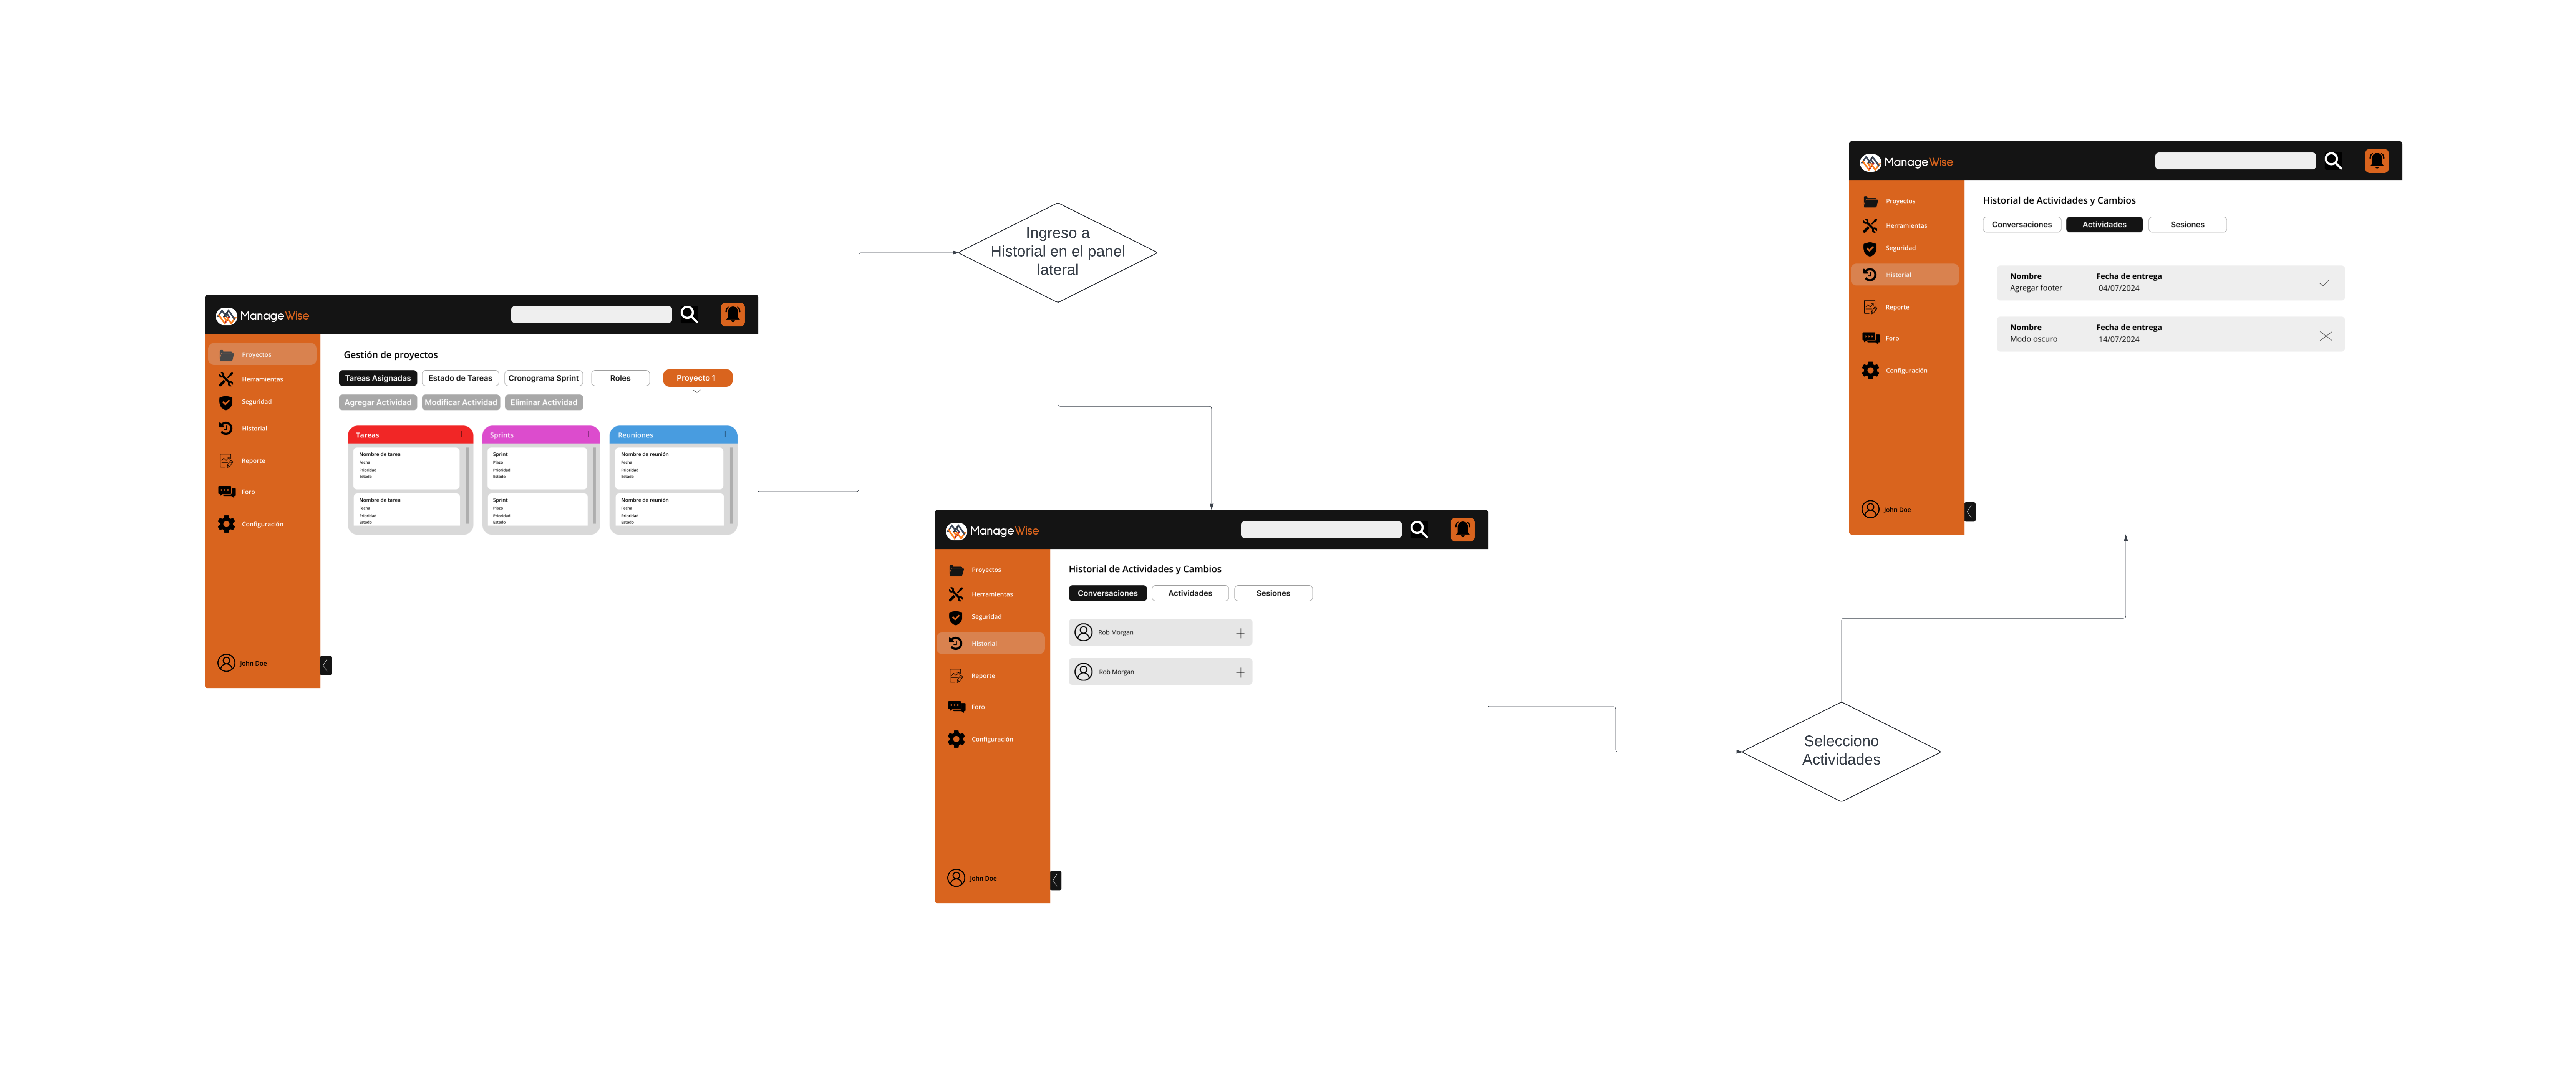 ManageWise
Proyectos
Herramientas
Seguridad
Historial
Reporte
Foro
Configuración
John Doe
Gestión de proyectos
Tareas Asignadas
Estado de Tareas
Cronograma Sprint
Roles
Proyecto 1
Agregar Actividad
Modificar Actividad
Eliminar Actividad
Tareas
Nombre de tarea
Fecha
Prioridad
Estado
Nombre de tarea
Fecha
Prioridad
Estado
Sprints
Sprint
Plazo
Prioridad
Estado
Sprint
Plazo
Prioridad
Estado
Reuniones
Nombre de reunión
Fecha
Prioridad
Estado
Nombre de reunión
Fecha
Prioridad
Estado
Ingreso a
Historial en el panel
lateral
ManageWise
Proyectos
Herramientas
Seguridad
Historial
Reporte
Foro
Configuración
John Doe
Historial de Actividades y Cambios
Conversaciones
Actividades
Sesiones
Rob Morgan
Rob Morgan
Selecciono
Actividades
ManageWise
Proyectos
Herramientas
Seguridad
Historial
Reporte
Foro
Configuración
John Doe
Historial de Actividades y Cambios
Conversaciones
Actividades
Sesiones
Nombre
Fecha de entrega
Agregar footer
04/07/2024
Nombre
Fecha de entrega
Modo oscuro
14/07/2024